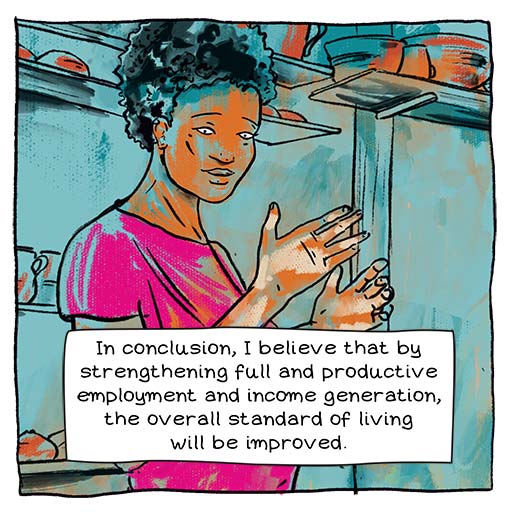 In conclusion, I believe that by
strengthening full and productive
employment and income generation,
the overall standard of living
will be improved.